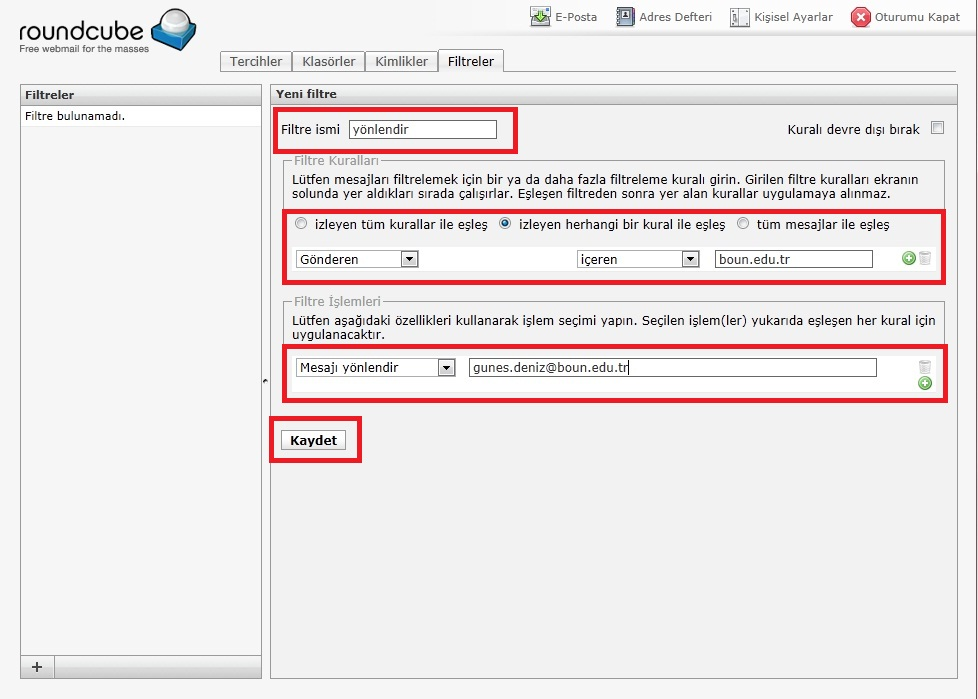 roundcube
Free webmail for the masses
E-Posta
Adres Defteri
Kişisel Ayarlar
Oturumu Kapat
Tercihler
Klasörler
Kimlikler
Filtreler
Filtreler
Filtre bulunamadı.
Yeni filtre
Filtre ismi
yönlendir
Kuralı devre dışı bırak
Filtre Kuralları
Lütfen mesajları filtrelemek için bir ya da daha fazla filtreleme kuralı girin. Girilen filtre kuralları ekranın
solunda yer aldıkları sırada çalışırlar. Eşleşen filtreden sonra yer alan kurallar uygulamaya alınmaz.
izleyen tüm kurallar ile eşleş
izleyen herhangi bir kural ile eşleş
tüm mesajlar ile eşleş
Gönderen
içeren
boun.edu.tr
Filtre İşlemleri
Lütfen aşağıdaki özellikleri kullanarak işlem seçimi yapın. Seçilen işlem(ler) yukarıda eşleşen her kural için
uygulanacaktır.
Mesajı yönlendir
gunes.deniz@boun.edu.tr
Kaydet
+